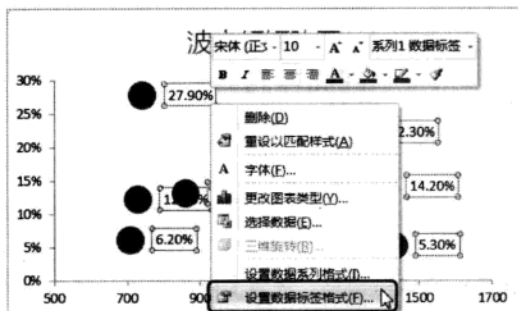 宋体 (正 10 A A 系列1 数据标签
B I A
30%
25%
20%
15%
10%
5%
0%
27.90%
2.30%
14.20%
6.20%
5.30%
删除(D)
重设以匹配样式(A)
A 字体(F)...
更改图表类型(Y)...
选择数据(E)...
三维旋转(R)...
设置数据系列格式(I)...
设置数据标签格式(F)...
500 700 900 1500 1700